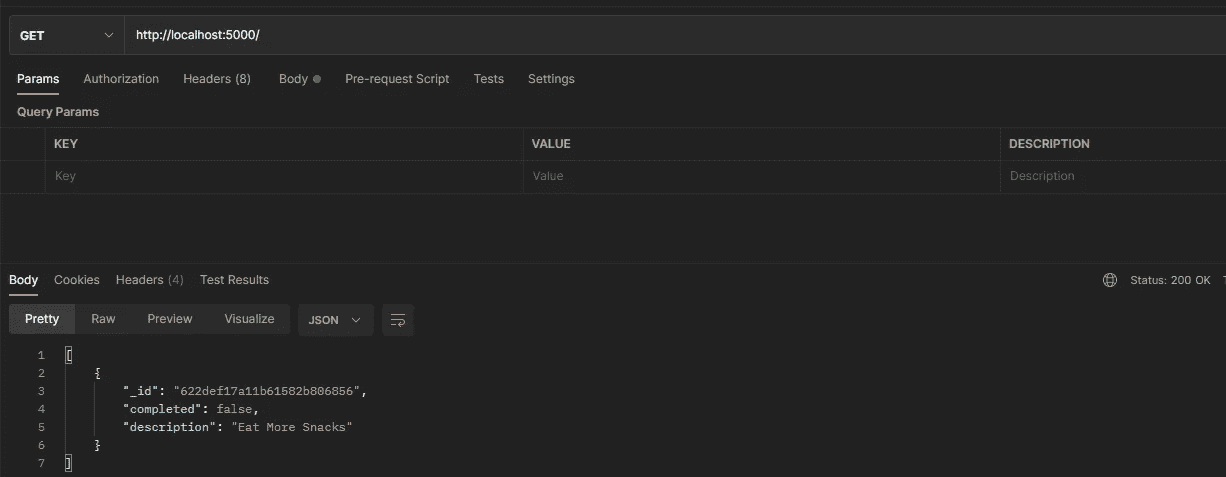 GET http://localhost:5000/
Params Authorization Headers (8) Body Pre-request Script Tests Settings
Query Params
KEY VALUE DESCRIPTION
Key Value Description
Body Cookies Headers (4) Test Results Status: 200 OK
Pretty Raw Preview Visualize JSON
1 [
2 {
3 "_id": "622def17a11b61582b806856",
4 "completed": false,
5 "description": "Eat More Snacks"
6 }
7 ]